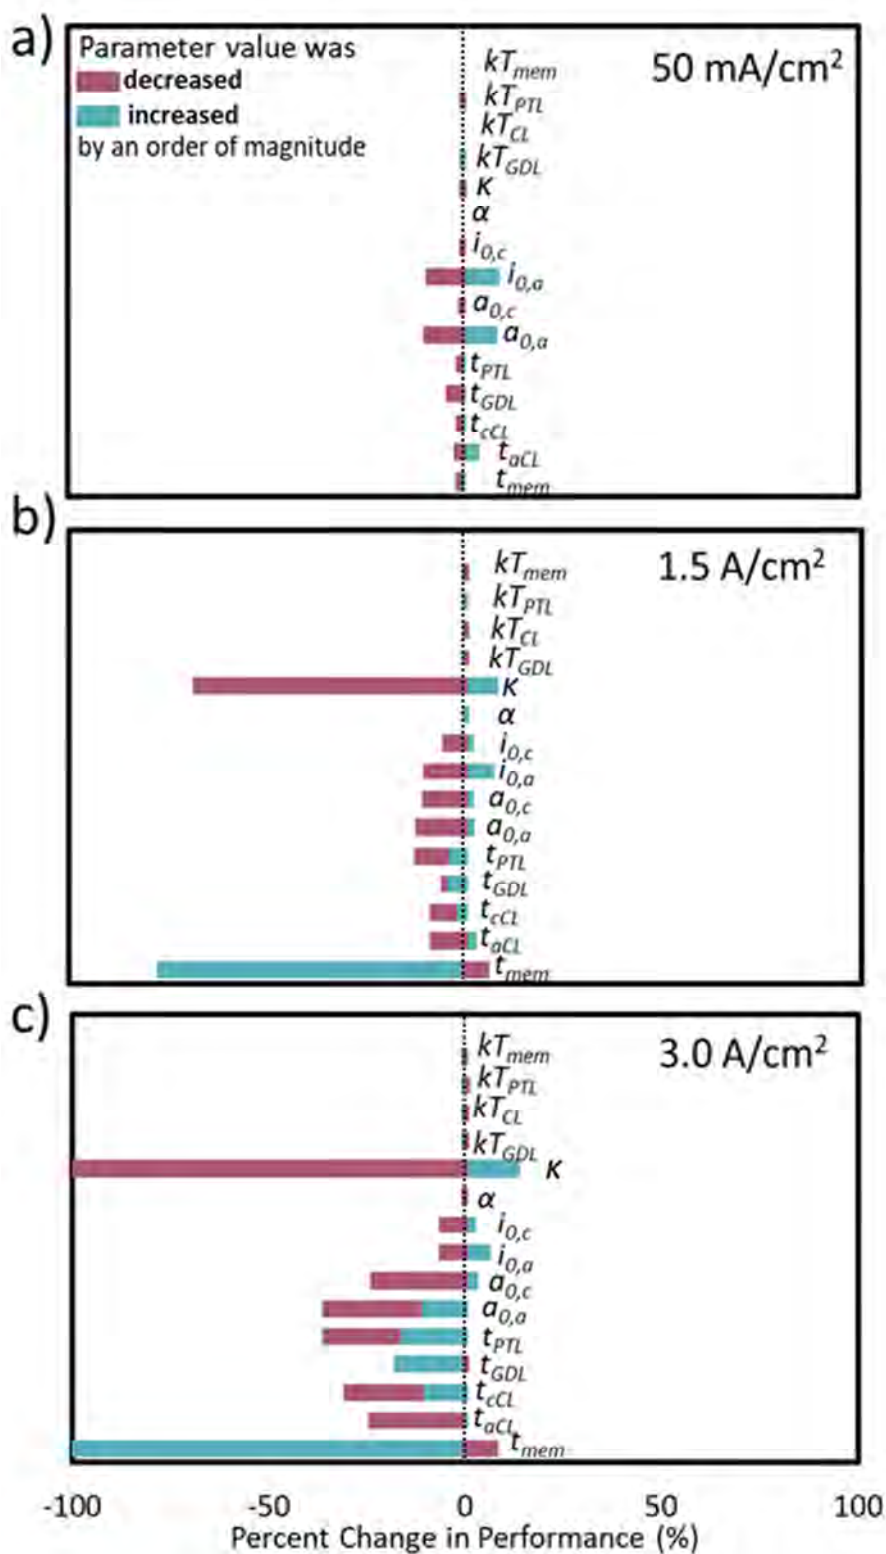 a)
Parameter value was
decreased
increased
by an order of magnitude
50 mA/cm²
kT_mem
kT_PTL
kT_CL
kT_GDL
κ
α
i_0,c
i_0,a
a_0,c
a_0,a
t_PTL
t_GDL
t_cCL
t_aCL
t_mem
b)
1.5 A/cm²
kT_mem
kT_PTL
kT_CL
kT_GDL
κ
α
i_0,c
i_0,a
a_0,c
a_0,a
t_PTL
t_GDL
t_cCL
t_aCL
t_mem
c)
3.0 A/cm²
kT_mem
kT_PTL
kT_CL
kT_GDL
κ
α
i_0,c
i_0,a
a_0,c
a_0,a
t_PTL
t_GDL
t_cCL
t_aCL
t_mem
-100 -50 0 50 100
Percent Change in Performance (%)